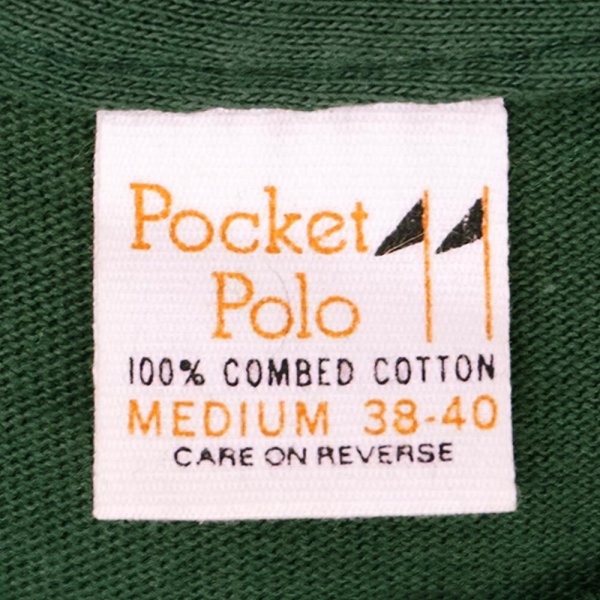 Pocket
Polo
100% COMBED COTTON
MEDIUM 38-40
CARE ON REVERSE